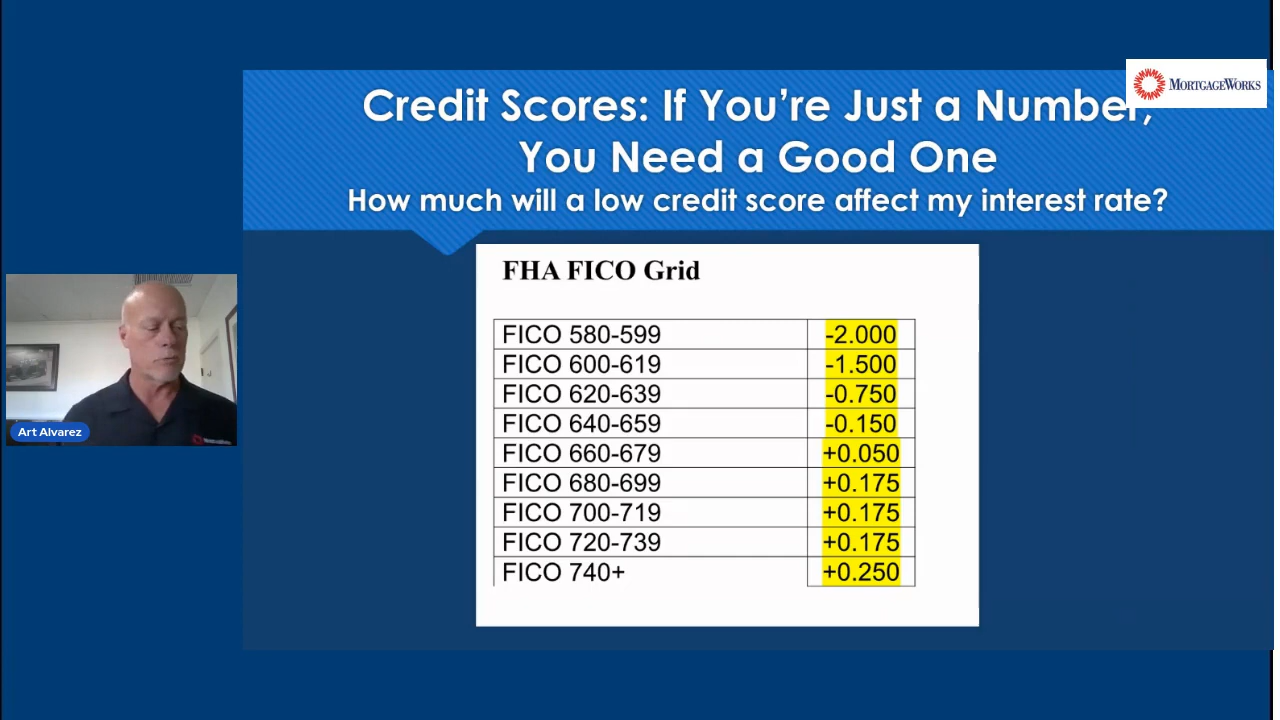 Credit Scores: If You're Just a Number,
You Need a Good One
How much will a low credit score affect my interest rate?
MORTGAGEWORKS
FHA FICO Grid
FICO 580-599 -2.000
FICO 600-619 -1.500
FICO 620-639 -0.750
FICO 640-659 -0.150
FICO 660-679 +0.050
FICO 680-699 +0.175
FICO 700-719 +0.175
FICO 720-739 +0.175
FICO 740+ +0.250
Art Alvarez